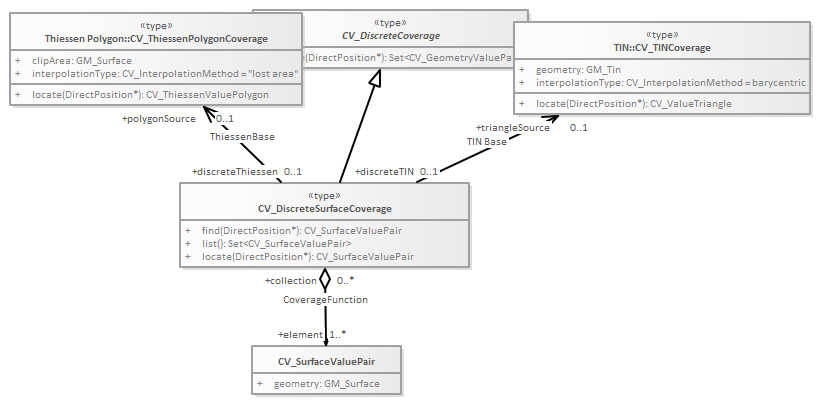 «type»
Thiessen Polygon::CV_ThiessenPolygonCoverage
+ clipArea: GM_Surface
+ interpolationType: CV_InterpolationMethod = "lost area"
+ locate(DirectPosition*): CV_ThiessenValuePolygon
«type»
CV_DiscreteCoverage
(DirectPosition*): Set<CV_GeometryValuePa
«type»
TIN::CV_TINCoverage
+ geometry: GM_Tin
+ interpolationType: CV_InterpolationMethod = barycentric
+ locate(DirectPosition*): CV_ValueTriangle
+polygonSource 0..1
ThiessenBase
+triangleSource 0..1
TIN Base
+discreteThiessen 0..1
+discreteTIN 0..1
«type»
CV_DiscreteSurfaceCoverage
+ find(DirectPosition*): CV_SurfaceValuePair
+ list(): Set<CV_SurfaceValuePair>
+ locate(DirectPosition*): CV_SurfaceValuePair
+collection 0..*
CoverageFunction
+element 1..*
CV_SurfaceValuePair
+ geometry: GM_Surface